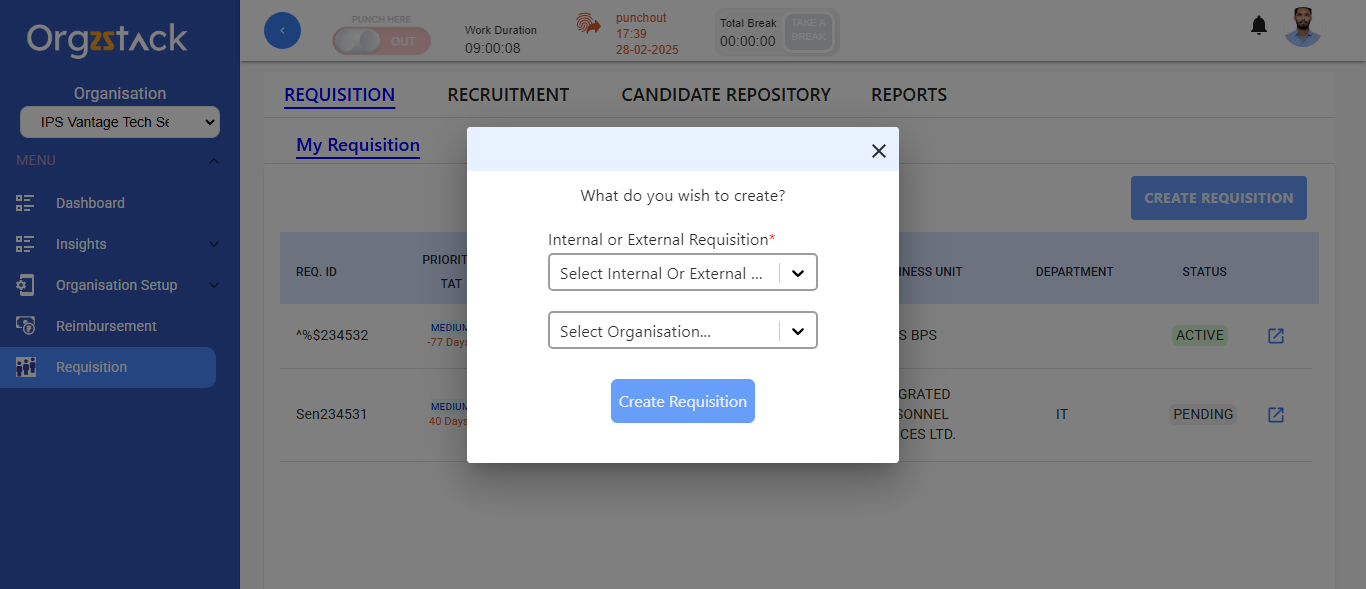 Orgzstack
Organisation
IPS Vantage Tech Se
MENU
Dashboard
Insights
Organisation Setup
Reimbursement
Requisition
‹
PUNCH HERE
OUT
Work Duration
09:00:08
punchout
17:39
28-02-2025
Total Break
00:00:00
TAKE A
BREAK
REQUISITION RECRUITMENT CANDIDATE REPOSITORY REPORTS
My Requisition
CREATE REQUISITION
REQ. ID
PRIORIT
TAT
NESS UNIT
DEPARTMENT
STATUS
^%$234532
MEDIUM
-77 Days
S BPS
ACTIVE
Sen234531
MEDIUM
40 Days
GRATED
SONNEL
CES LTD.
IT
PENDING
What do you wish to create?
Internal or External Requisition*
Select Internal Or External ...
Select Organisation...
Create Requisition